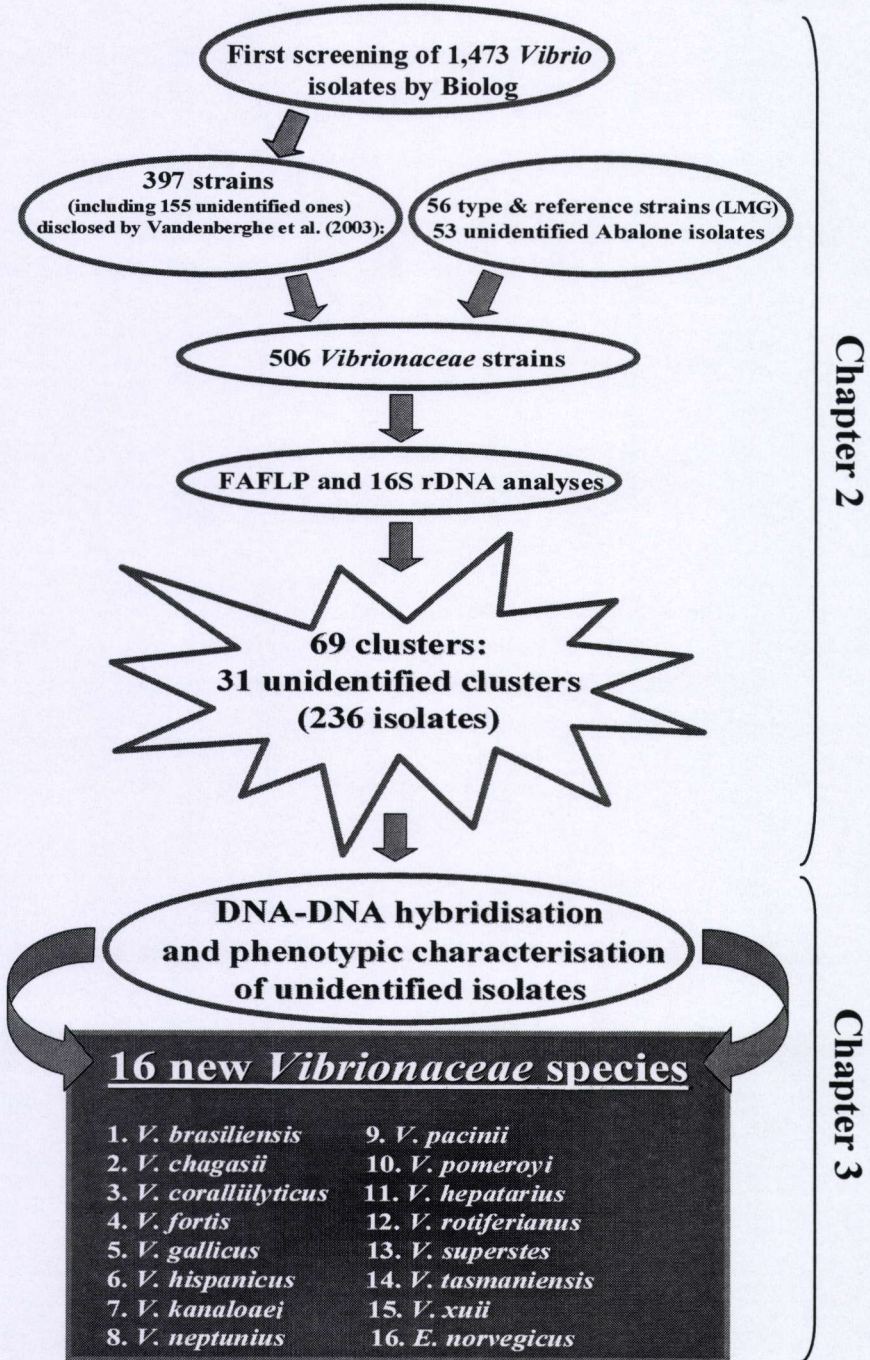 First screening of 1,473 Vibrio
isolates by Biolog
397 strains
(including 155 unidentified ones)
disclosed by Vandenberghe et al. (2003):
56 type & reference strains (LMG)
53 unidentified Abalone isolates
506 Vibrionaceae strains
FAFLP and 16S rDNA analyses
69 clusters:
31 unidentified clusters
(236 isolates)
Chapter 2
DNA-DNA hybridisation
and phenotypic characterisation
of unidentified isolates
16 new Vibrionaceae species
1. V. brasiliensis
2. V. chagasii
3. V. coralliilyticus
4. V. fortis
5. V. gallicus
6. V. hispanicus
7. V. kanaloaei
8. V. neptunius
9. V. pacinii
10. V. pomeroyi
11. V. hepatarius
12. V. rotiferianus
13. V. superstes
14. V. tasmaniensis
15. V. xuii
16. E. norvegicus
Chapter 3